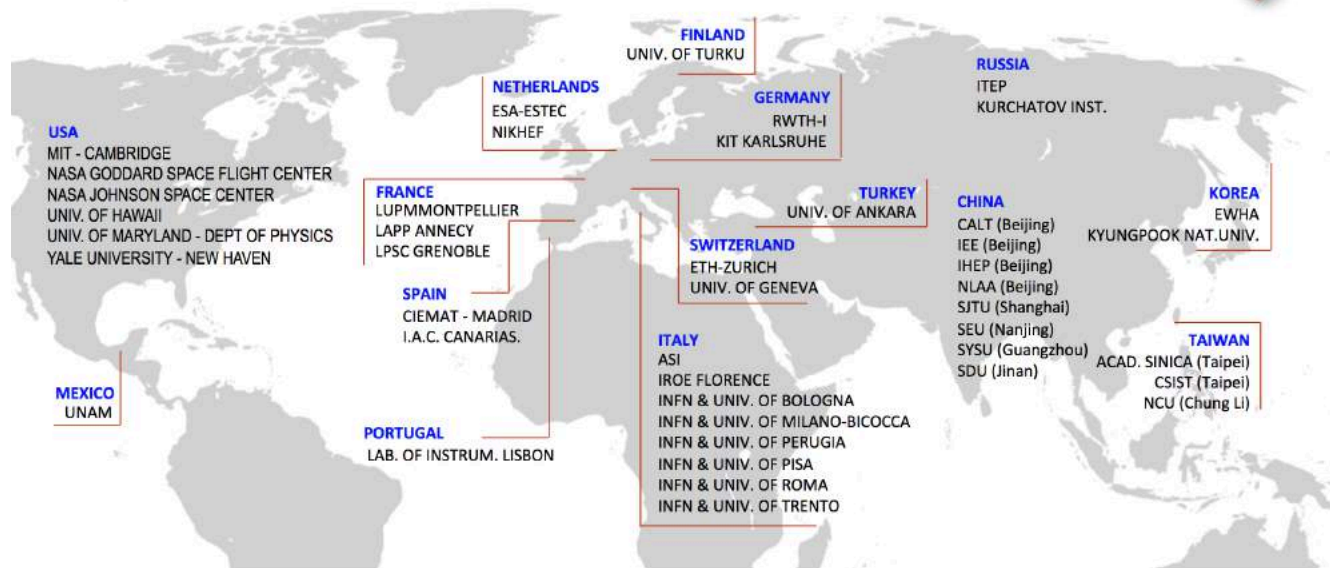 FINLAND
UNIV. OF TURKU
RUSSIA
ITEP
KURCHATOV INST.
NETHERLANDS
ESA-ESTEC
NIKHEF
GERMANY
RWTH-I
KIT KARLSRUHE
USA
MIT - CAMBRIDGE
NASA GODDARD SPACE FLIGHT CENTER
NASA JOHNSON SPACE CENTER
UNIV. OF HAWAII
UNIV. OF MARYLAND - DEPT OF PHYSICS
YALE UNIVERSITY - NEW HAVEN
FRANCE
LUPMMONTPELLIER
LAPP ANNECY
LPSC GRENOBLE
TURKEY
UNIV. OF ANKARA
CHINA
CALT (Beijing)
IEE (Beijing)
IHEP (Beijing)
NLAA (Beijing)
SJTU (Shanghai)
SEU (Nanjing)
SYSU (Guangzhou)
SDU (Jinan)
KOREA
EWHA
KYUNGPOOK NAT.UNIV.
SWITZERLAND
ETH-ZURICH
UNIV. OF GENEVA
SPAIN
CIEMAT - MADRID
I.A.C. CANARIAS.
ITALY
ASI
IROE FLORENCE
INFN & UNIV. OF BOLOGNA
INFN & UNIV. OF MILANO-BICOCCA
INFN & UNIV. OF PERUGIA
INFN & UNIV. OF PISA
INFN & UNIV. OF ROMA
INFN & UNIV. OF TRENTO
TAIWAN
ACAD. SINICA (Taipei)
CSIST (Taipei)
NCU (Chung Li)
MEXICO
UNAM
PORTUGAL
LAB. OF INSTRUM. LISBON